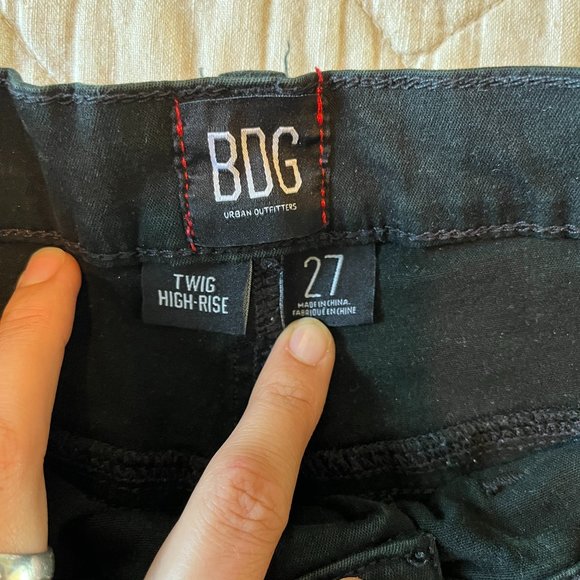 BDG
URBAN OUTFITTERS
TWIG
HIGH-RISE
27
MADE IN CHINA.
FABRIQUÉ EN CHINE